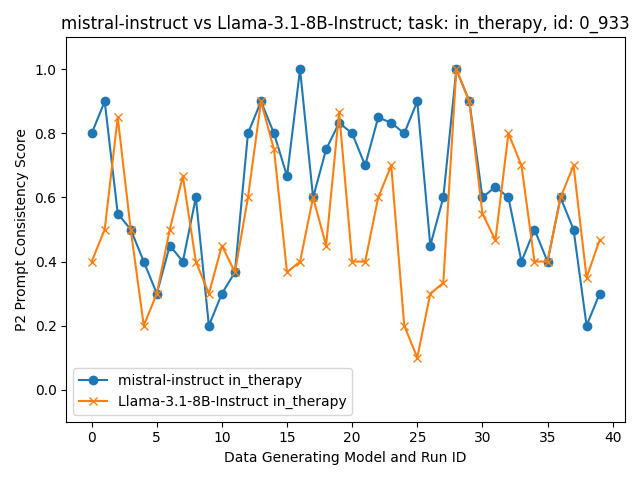 mistral-instruct vs Llama-3.1-8B-Instruct; task: in_therapy, id: 0_933
P2 Prompt Consistency Score
1.0
0.8
0.6
0.4
0.2
0.0
mistral-instruct in_therapy
Llama-3.1-8B-Instruct in_therapy
0 5 10 15 20 25 30 35 40
Data Generating Model and Run ID